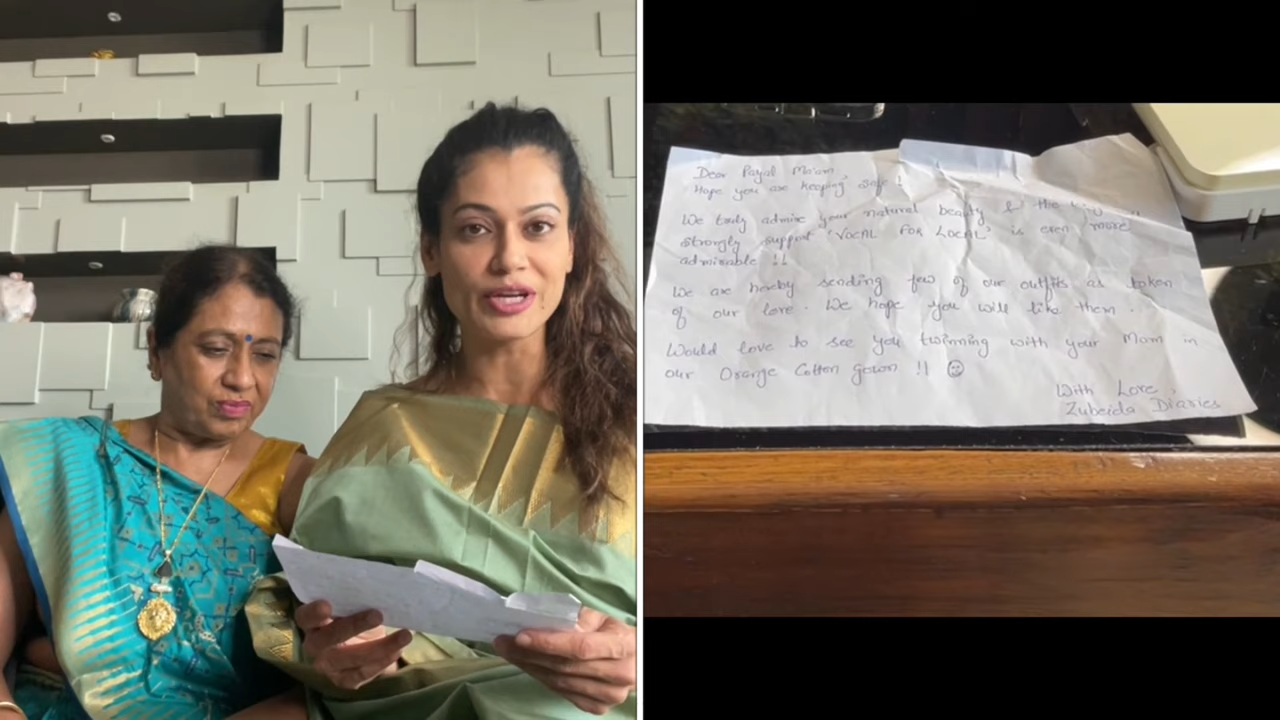 Dear Payal Ma'am,
Hope you are keeping safe !
We truly admire your natural beauty & the
strongly support 'VOCAL FOR LOCAL' is even more
admirable !!
We are hereby sending few of our outfits as token
of our love. We hope you will like them.
Would love to see you twinning with your Mom in
our Orange Cotton gown !! ☺
With Love,
Zubeida Diaries